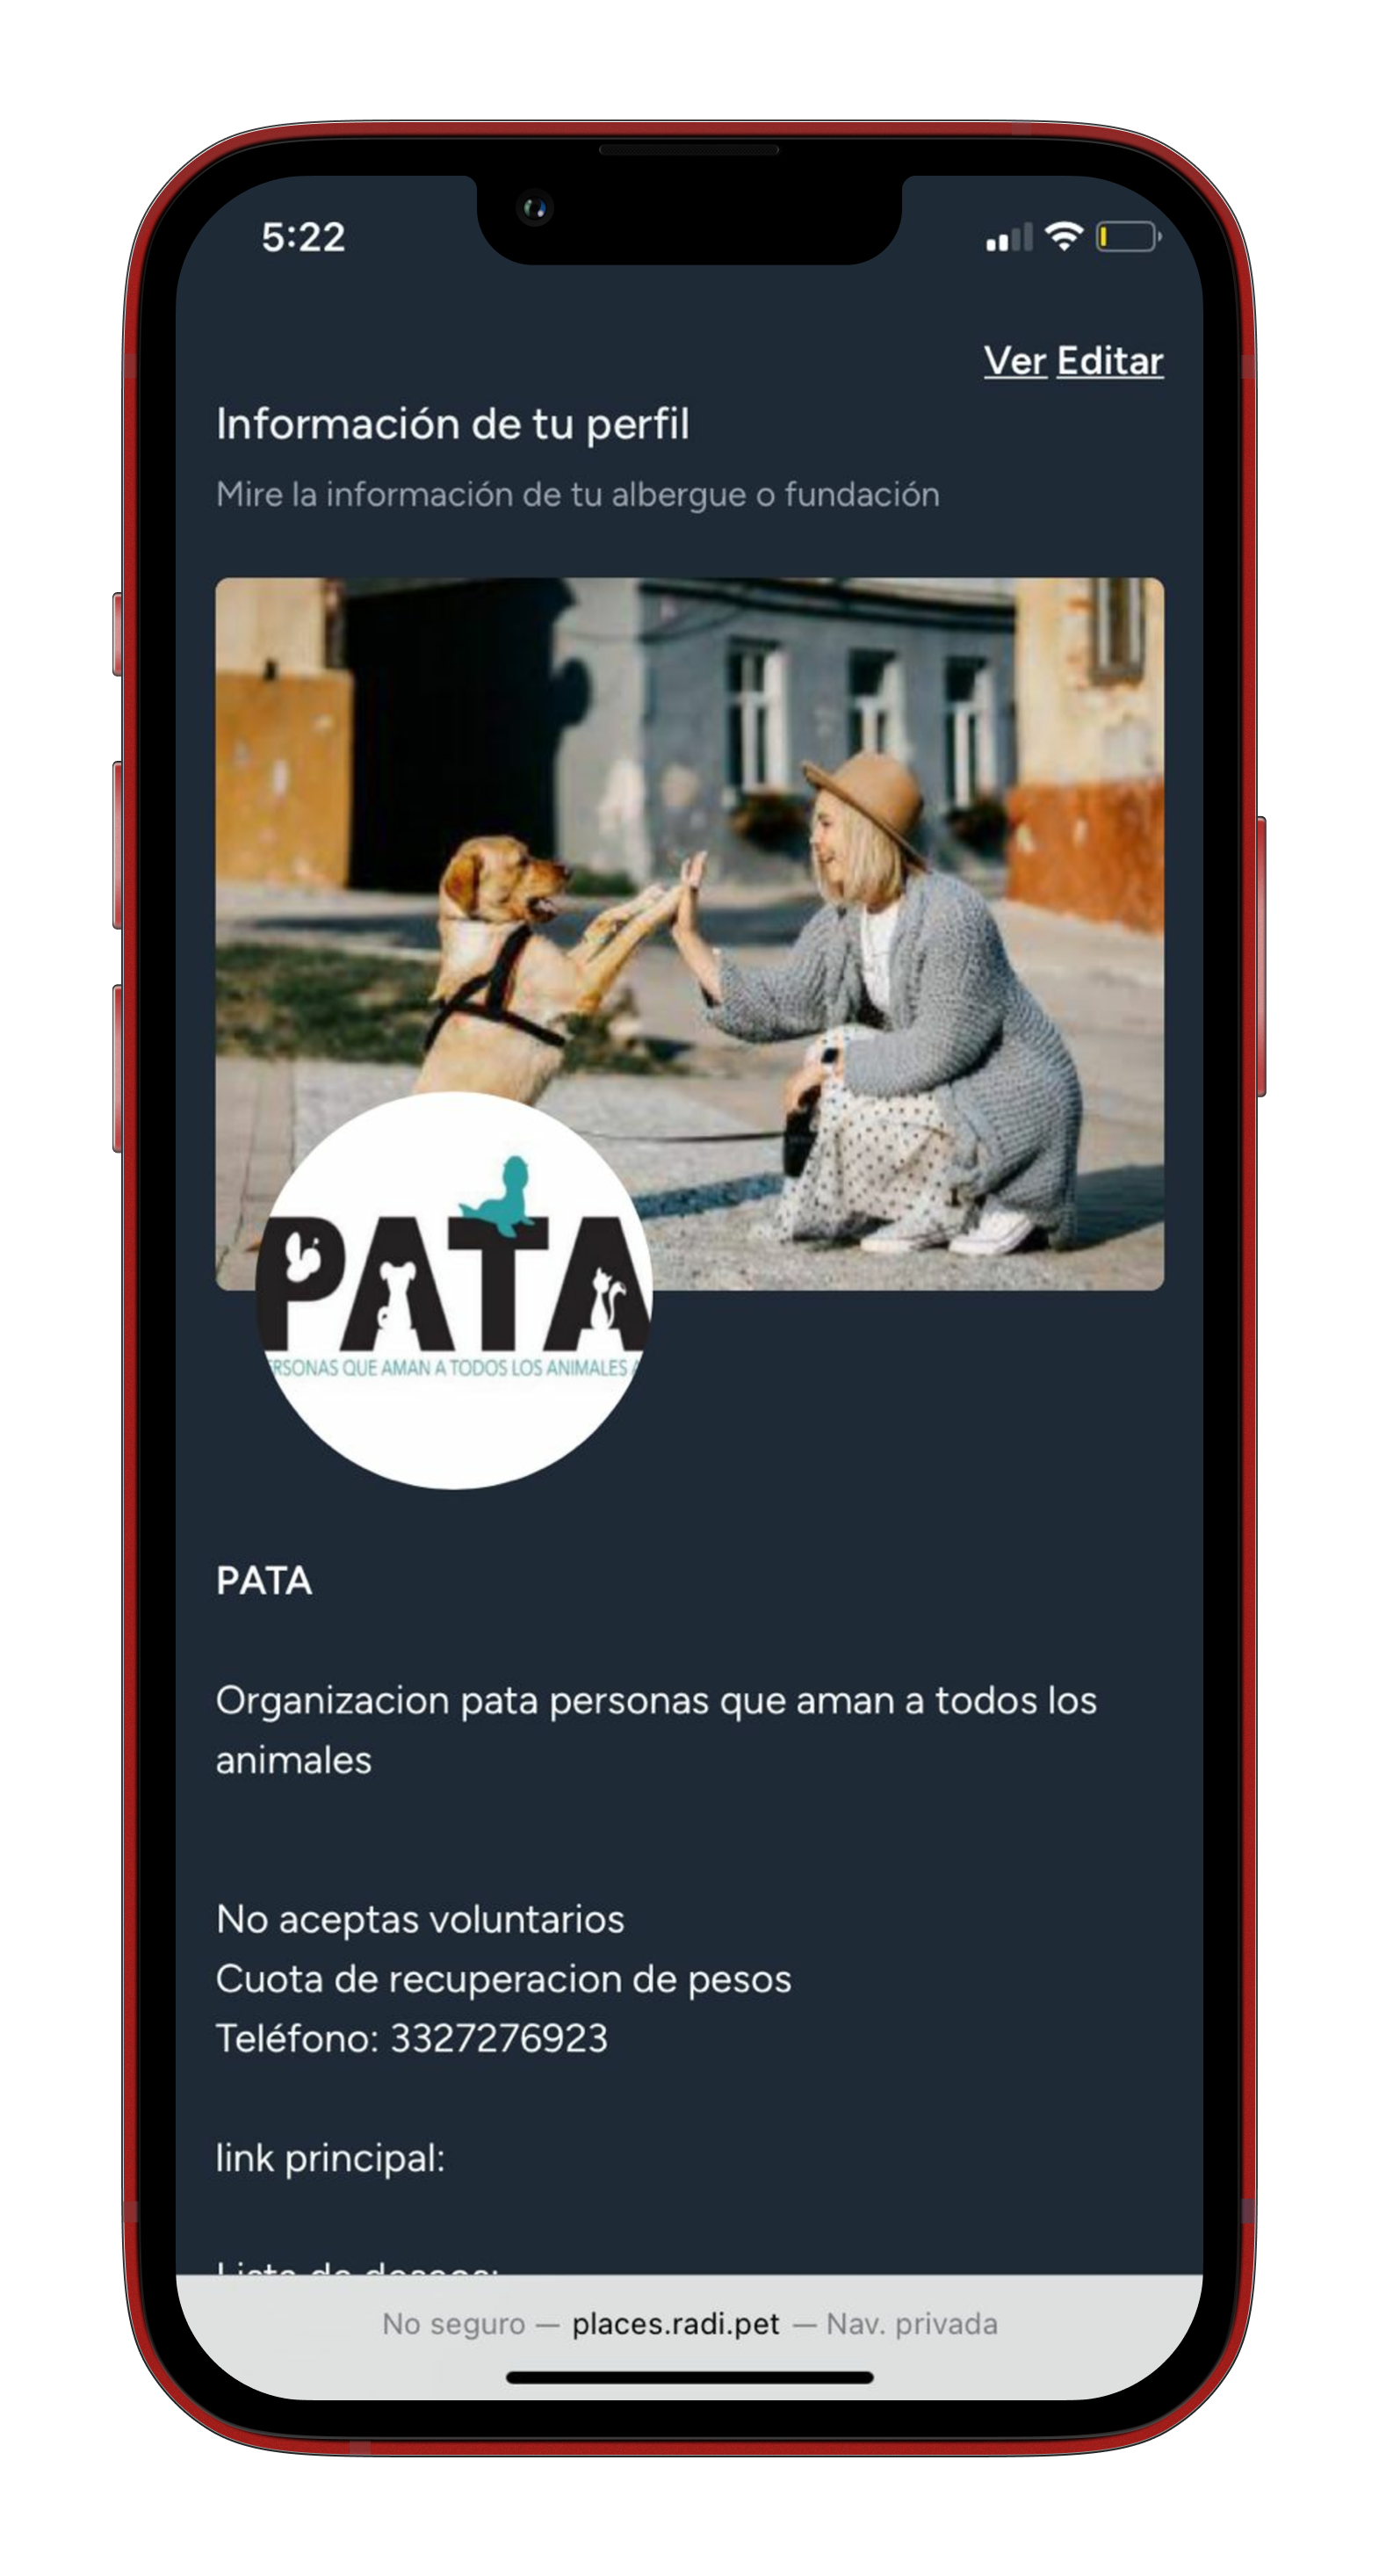 5:22
Ver Editar
Información de tu perfil
Mire la información de tu albergue o fundación
PATA
QUE AMAN A TODOS LOS ANIMALES
PATA
Organizacion pata personas que aman a todos los
animales
No aceptas voluntarios
Cuota de recuperacion de pesos
Teléfono: 3327276923
link principal:
No seguro — places.radi.pet — Nav. privada